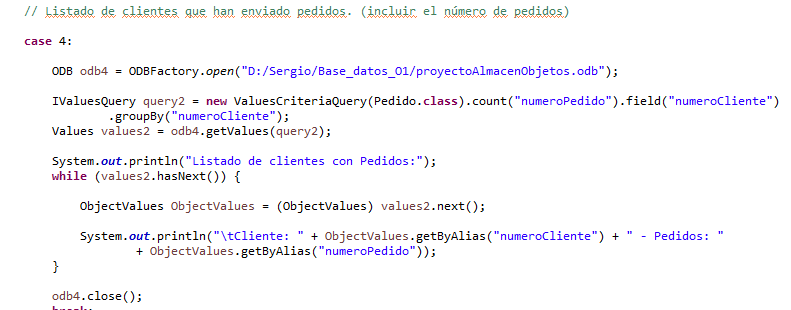 // Listado de clientes que han enviado pedidos. (incluir el número de pedidos)
case 4:
ODB odb4 = ODBFactory.open("D:/Sergio/Base_datos_01/proyectoAlmacenObjetos.odb");
IValuesQuery query2 = new ValuesCriteriaQuery(Pedido.class).count("numeroPedido").field("numeroCliente")
.groupBy("numeroCliente");
Values values2 = odb4.getValues(query2);
System.out.println("Listado de clientes con Pedidos:");
while (values2.hasNext()) {
ObjectValues ObjectValues = (ObjectValues) values2.next();
System.out.println("\tCliente: " + ObjectValues.getByAlias("numeroCliente") + " - Pedidos: "
+ ObjectValues.getByAlias("numeroPedido"));
}
odb4.close();